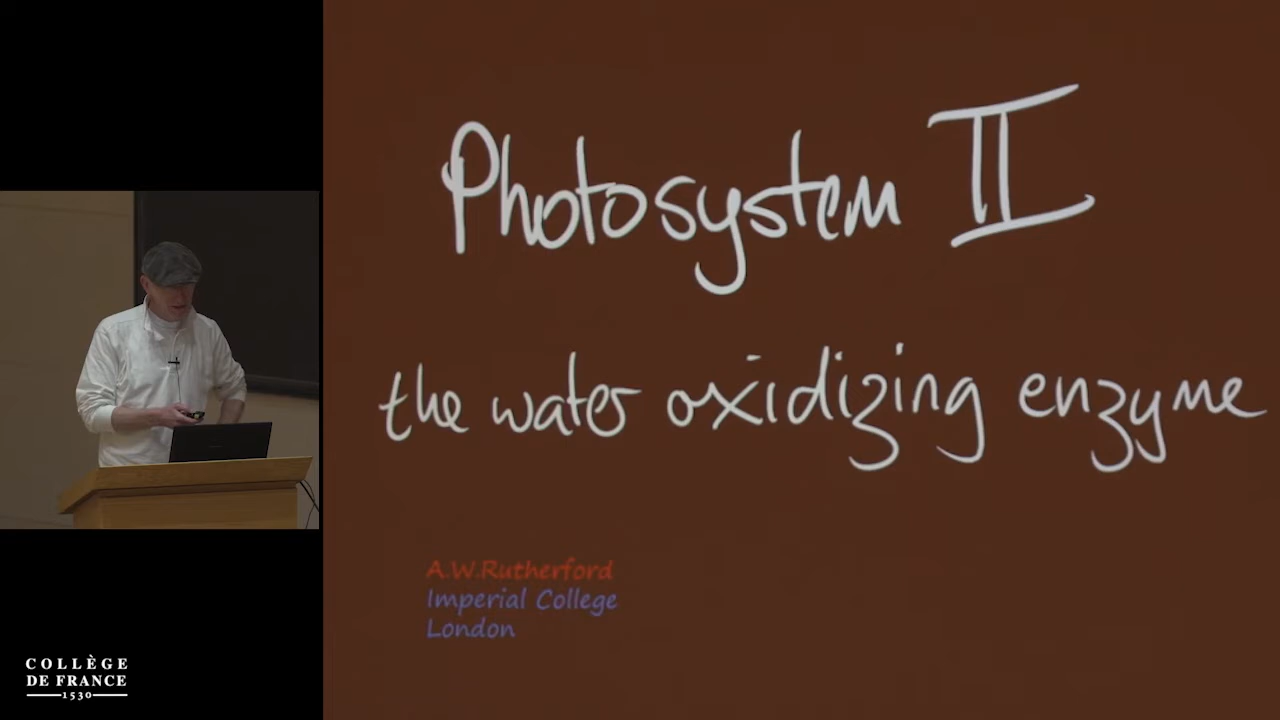 Photosystem II
the water oxidizing enzyme
A.W.Rutherford
Imperial College
London
COLLÈGE
DE FRANCE
1530